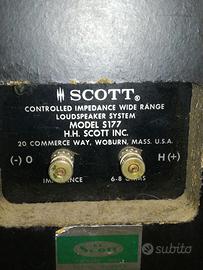 SCOTT
CONTROLLED IMPEDANCE WIDE RANGE
LOUDSPEAKER SYSTEM
MODEL S177
H.H. SCOTT INC.
20 COMMERCE WAY, WOBURN, MASS. U.S.A.
(-) O H (+)
IMPEDANCE 6-8 OHMS
Scott
subito